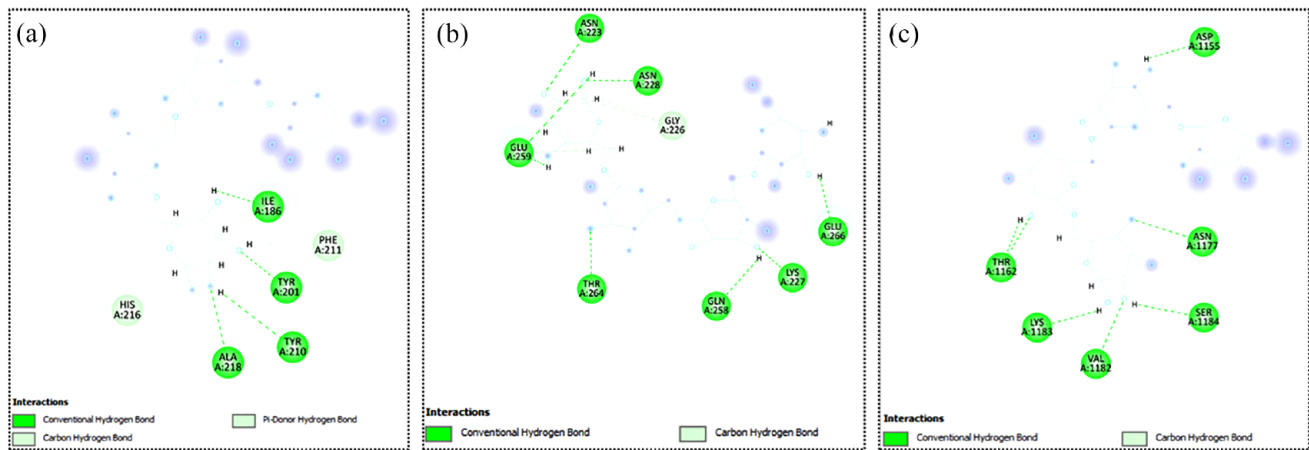 (a)
H
ILE
A:186
H
H
H
PHE
A:211
H
H
TYR
A:201
H
HIS
A:216
TYR
A:210
ALA
A:218
Interactions
Conventional Hydrogen Bond
Pi-Donor Hydrogen Bond
Carbon Hydrogen Bond
(b)
ASN
A:223
H
ASN
A:228
H
H
GLY
A:226
H
H
GLU
A:259
H
H
H
H
GLU
A:266
H
LYS
A:227
THR
A:264
GLN
A:258
Interactions
Conventional Hydrogen Bond
Carbon Hydrogen Bond
(c)
ASP
A:1155
H
H
H
ASN
A:1177
THR
A:1162
H
H
H
SER
A:1184
LYS
A:1183
VAL
A:1182
Interactions
Conventional Hydrogen Bond
Carbon Hydrogen Bond